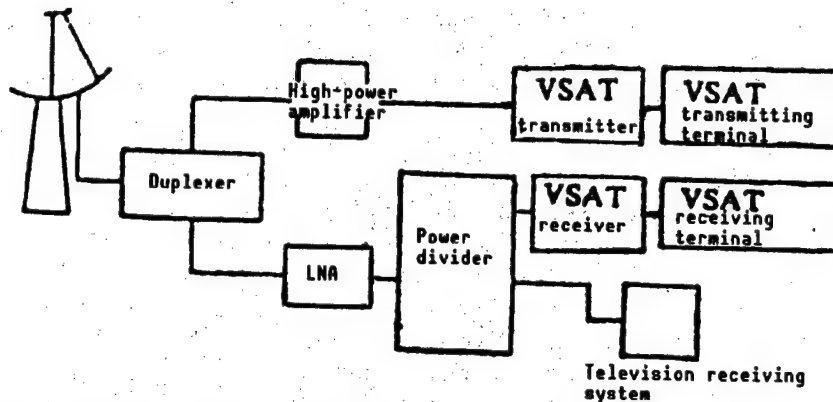 High-power
amplifier
VSAT
transmitter
VSAT
transmitting
terminal
Duplexer
VSAT
receiver
VSAT
receiving
terminal
Power
divider
LNA
Television receiving
system